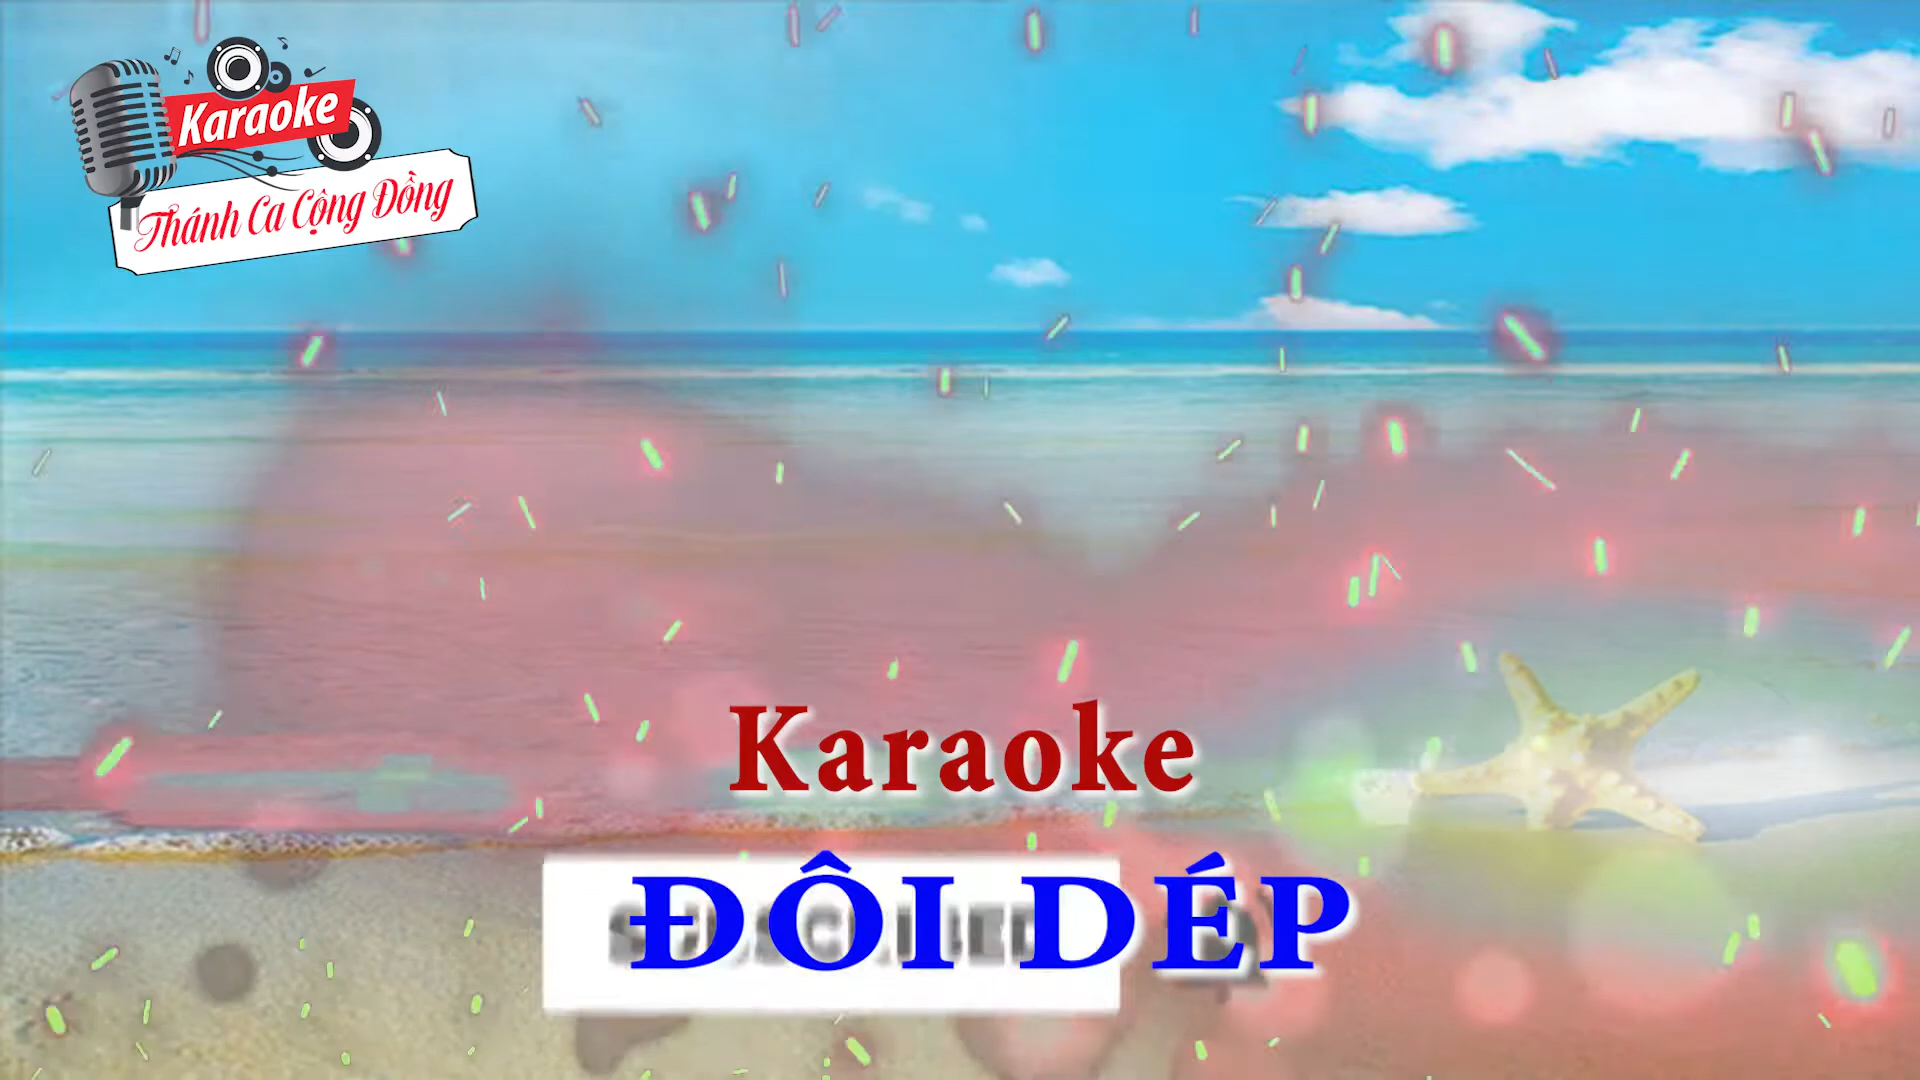 Karaoke
Thánh Ca Cộng Đồng
Karaoke
ĐÔI DÉP